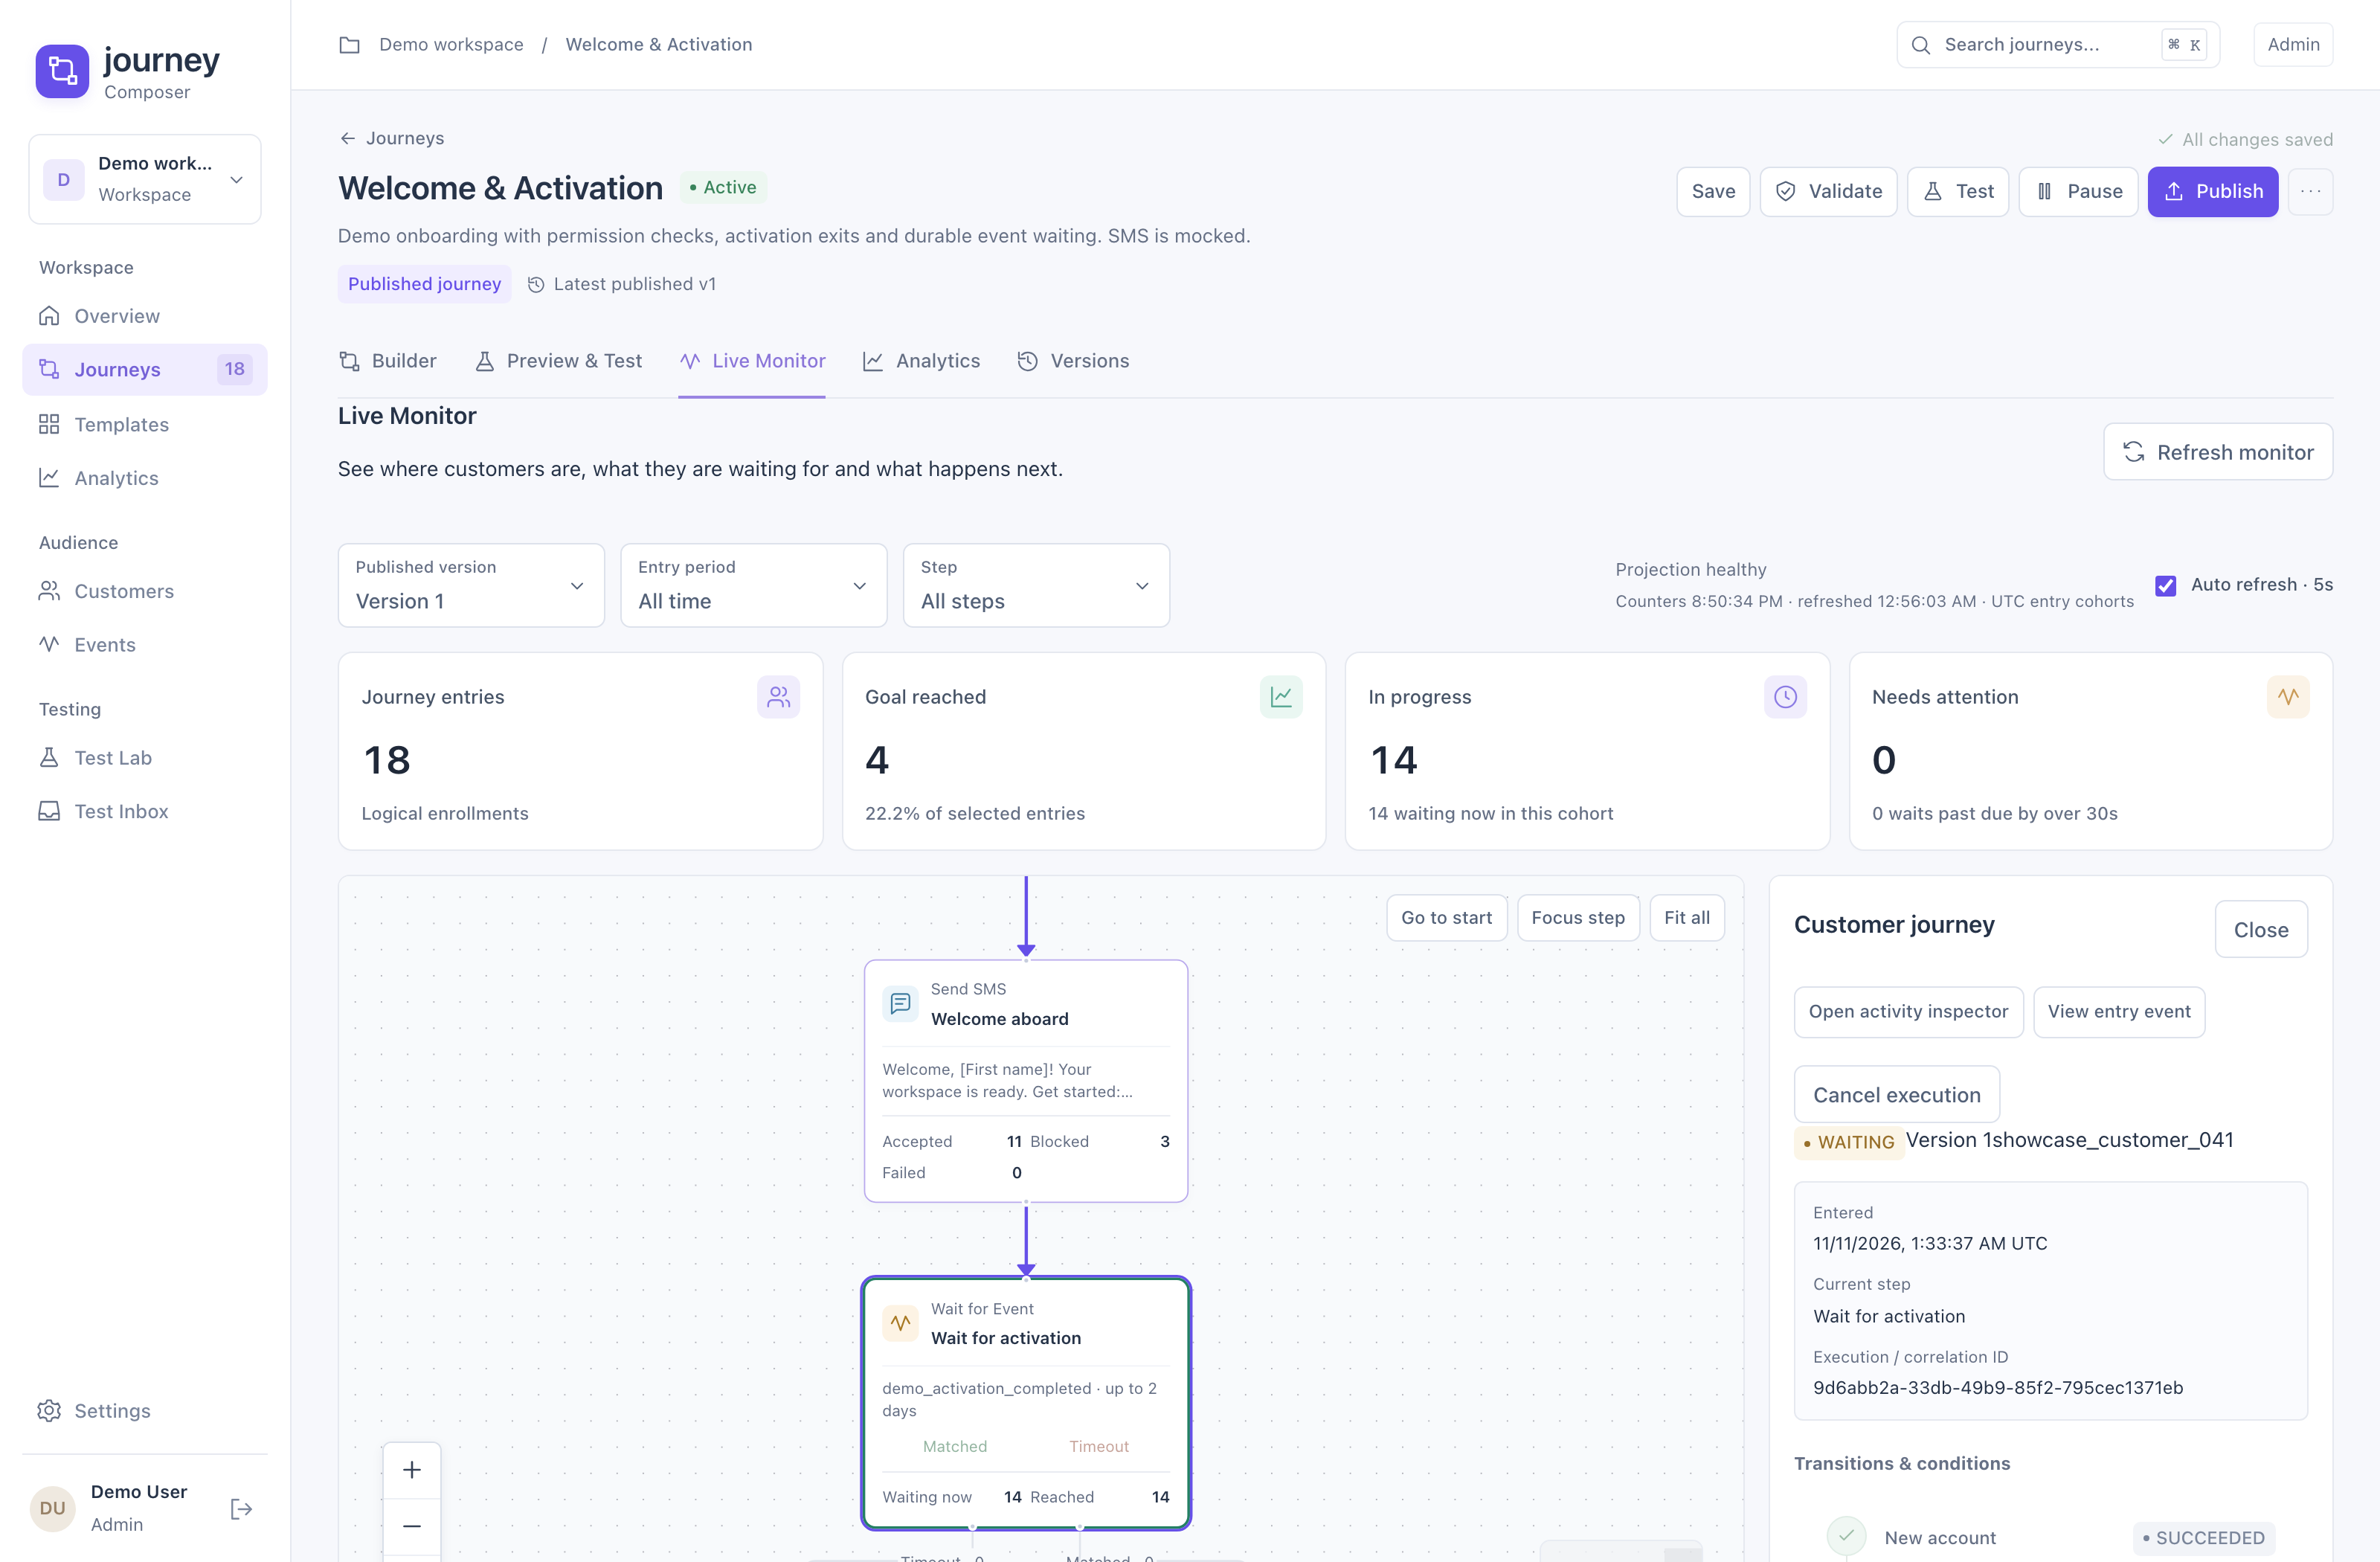 journey
Composer
Demo workspace / Welcome & Activation
Search journeys...
⌘ K
Admin
D
Demo work...
Workspace
Workspace
Overview
Journeys 18
Templates
Analytics
Audience
Customers
Events
Testing
Test Lab
Test Inbox
Settings
DU
Demo User
Admin
← Journeys
All changes saved
Welcome & Activation
• Active
Save
Validate
Test
Pause
Publish
...
Demo onboarding with permission checks, activation exits and durable event waiting. SMS is mocked.
Published journey
Latest published v1
Builder
Preview & Test
Live Monitor
Analytics
Versions
Live Monitor
See where customers are, what they are waiting for and what happens next.
Refresh monitor
Published version
Version 1
Entry period
All time
Step
All steps
Projection healthy
Counters 8:50:34 PM · refreshed 12:56:03 AM · UTC entry cohorts
Auto refresh · 5s
Journey entries
18
Logical enrollments
Goal reached
4
22.2% of selected entries
In progress
14
14 waiting now in this cohort
Needs attention
0
0 waits past due by over 30s
Go to start
Focus step
Fit all
Send SMS
Welcome aboard
Welcome, [First name]! Your
workspace is ready. Get started:...
Accepted 11 Blocked 3
Failed 0
Wait for Event
Wait for activation
demo_activation_completed · up to 2
days
Matched
Timeout
Waiting now 14 Reached 14
Timeout · 0
Matched · 0
+
−
Customer journey
Close
Open activity inspector
View entry event
Cancel execution
• WAITING Version 1showcase_customer_041
Entered
11/11/2026, 1:33:37 AM UTC
Current step
Wait for activation
Execution / correlation ID
9d6abb2a-33db-49b9-85f2-795cec1371eb
Transitions & conditions
New account
• SUCCEEDED